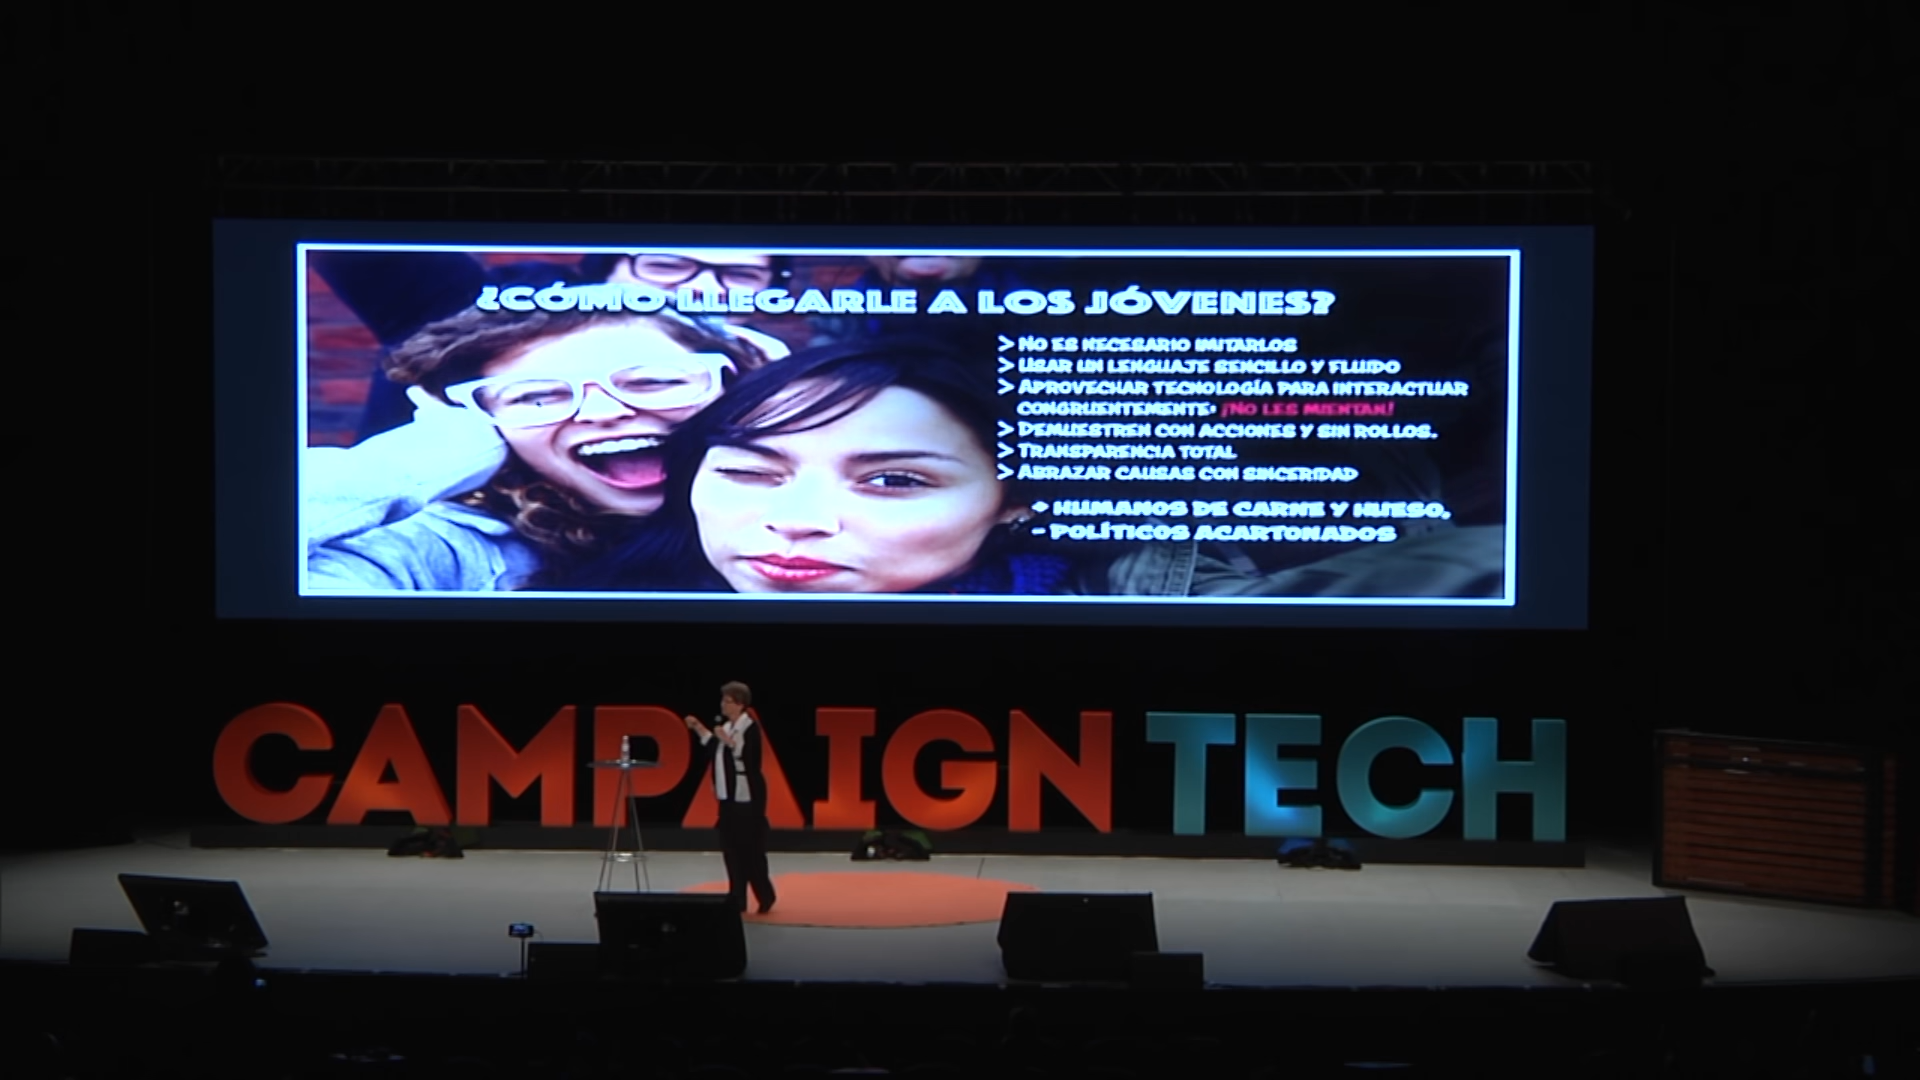 ¿CÓMO LLEGARLE A LOS JÓVENES?
> NO ES NECESARIO IMITARLOS
> USAR UN LENGUAJE SENCILLO Y FLUIDO
> APROVECHAR TECNOLOGÍA PARA INTERACTUAR
CONGRUENTEMENTE: ¡NO LES MIENTAN!
> DEMUESTREN CON ACCIONES Y SIN ROLLOS.
> TRANSPARENCIA TOTAL
> ABRAZAR CAUSAS CON SINCERIDAD
+ HUMANOS DE CARNE Y HUESO,
- POLÍTICOS ACARTONADOS
CAMPAIGN TECH